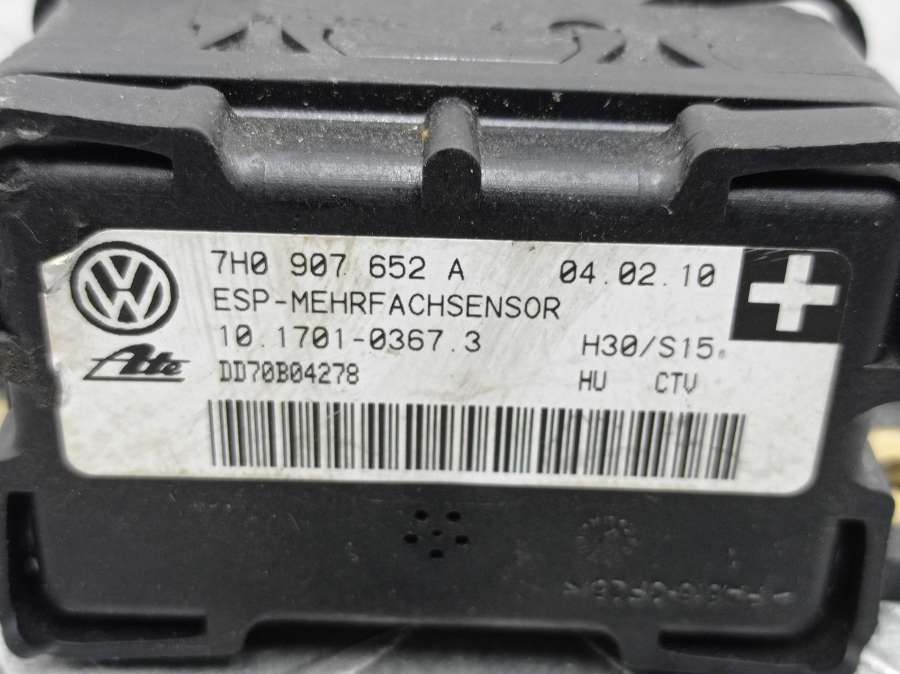 7H0 907 652 A 04.02.10
ESP-MEHRFACHSENSOR
10.1701-0367.3 H30/S15
Ate DD70B04278 HU CTV